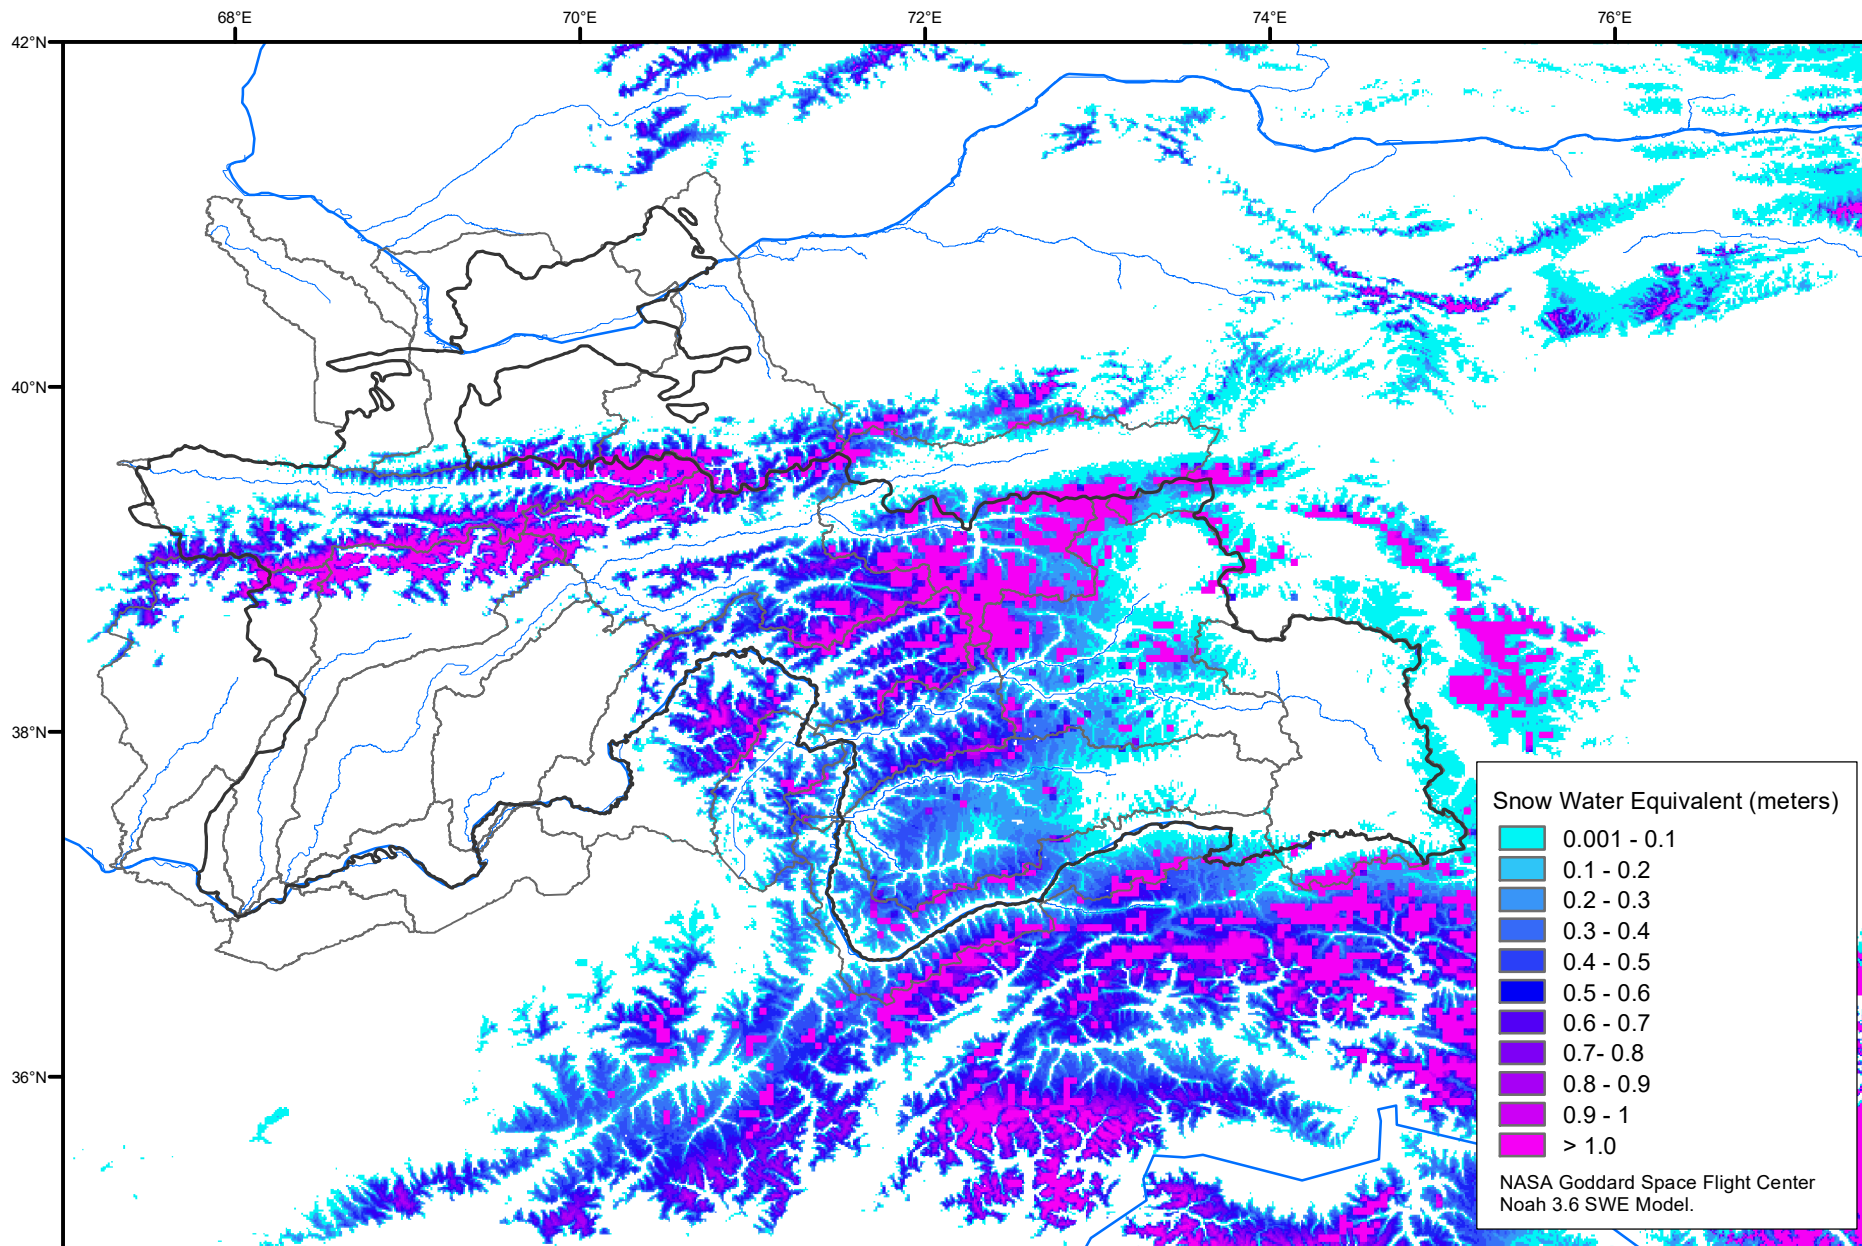 68°E 70°E 72°E 74°E 76°E
42°N
40°N
38°N
36°N
Snow Water Equivalent (meters)
0.001 - 0.1
0.1 - 0.2
0.2 - 0.3
0.3 - 0.4
0.4 - 0.5
0.5 - 0.6
0.6 - 0.7
0.7- 0.8
0.8 - 0.9
0.9 - 1
> 1.0
NASA Goddard Space Flight Center
Noah 3.6 SWE Model.